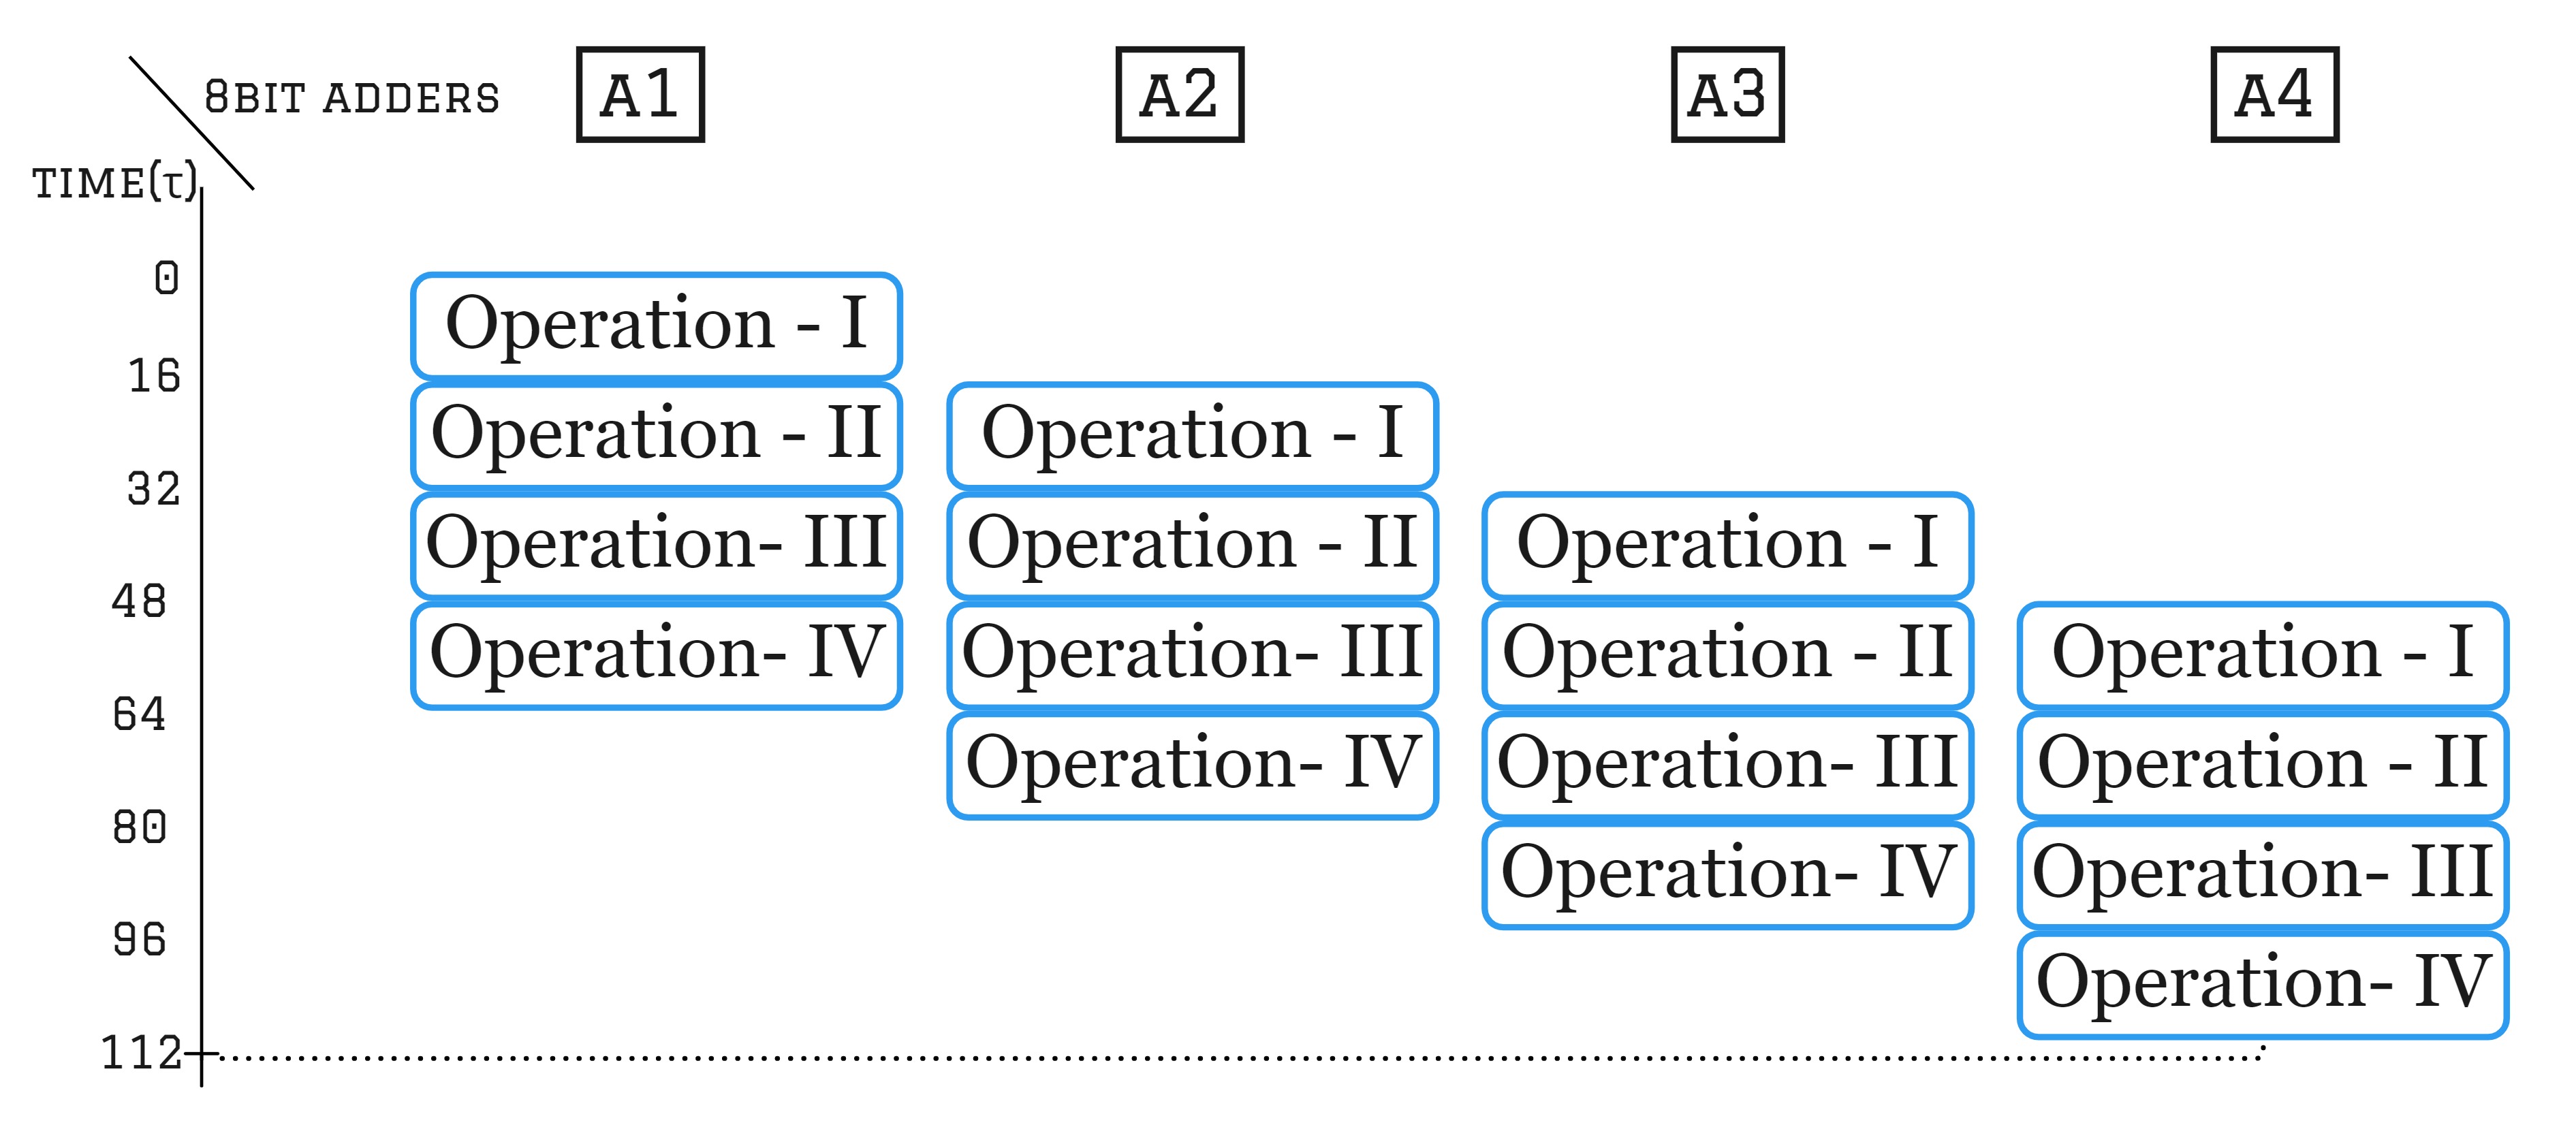 8BIT ADDERS A1 A2 A3 A4
TIME(τ)
0
Operation - I
16
Operation - II Operation - I
32
Operation- III Operation - II Operation - I
48
Operation- IV Operation- III Operation - II Operation - I
64
Operation- IV Operation- III Operation - II
80
Operation- IV Operation- III
96
Operation- IV
112